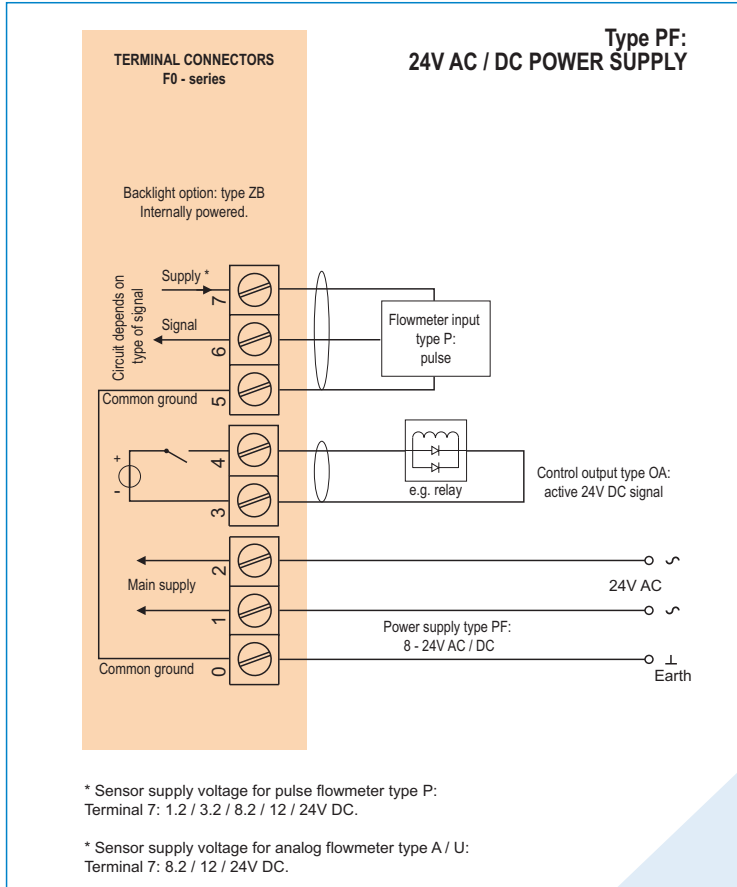 Type PF:
24V AC / DC POWER SUPPLY
TERMINAL CONNECTORS
F0 - series
Backlight option: type ZB
Internally powered.
Circuit depends on
type of signal
Supply *
7
Signal
6
Common ground
5
Flowmeter input
type P:
pulse
+
-
4
3
e.g. relay
Control output type OA:
active 24V DC signal
2
Main supply
1
24V AC
Power supply type PF:
8 - 24V AC / DC
Common ground
0
Earth
* Sensor supply voltage for pulse flowmeter type P:
Terminal 7: 1.2 / 3.2 / 8.2 / 12 / 24V DC.
* Sensor supply voltage for analog flowmeter type A / U:
Terminal 7: 8.2 / 12 / 24V DC.